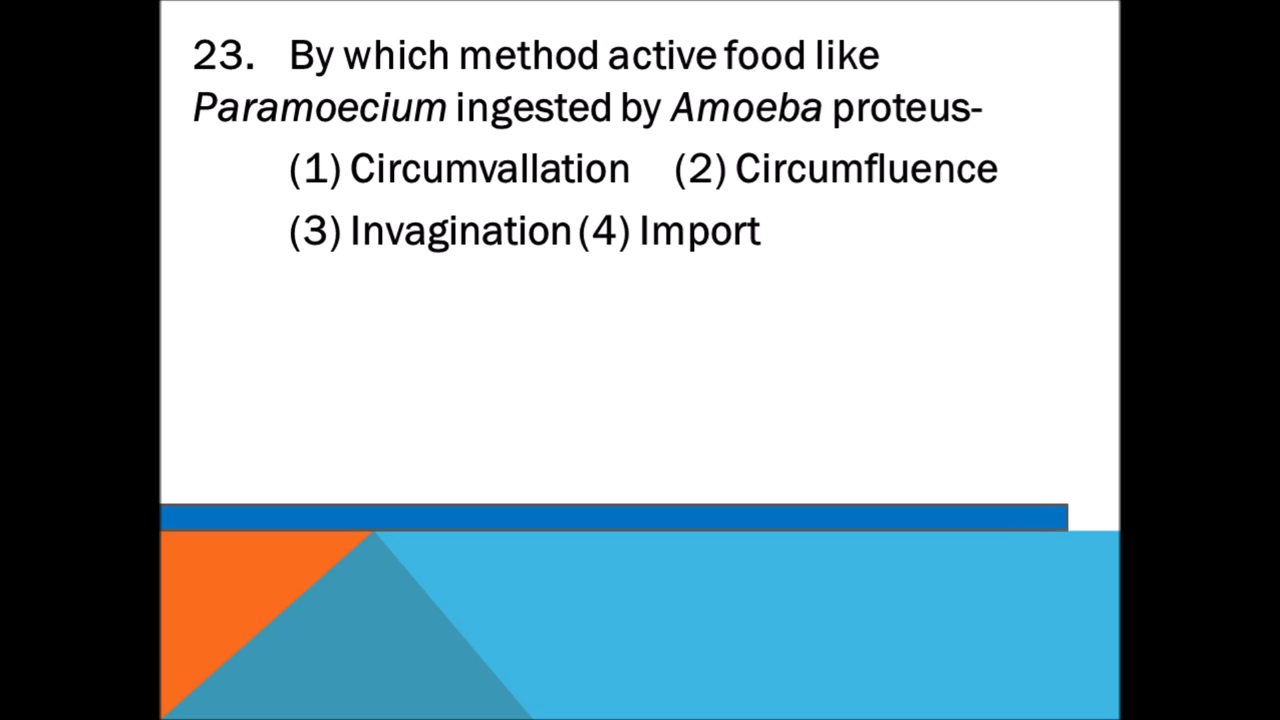 23. By which method active food like
Paramoecium ingested by Amoeba proteus-
(1) Circumvallation (2) Circumfluence
(3) Invagination (4) Import